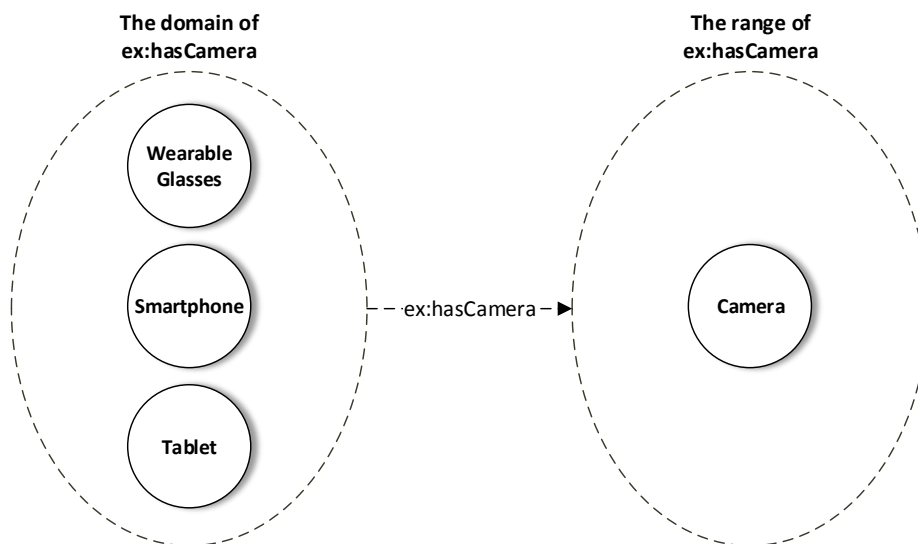 The domain of
ex:hasCamera
The range of
ex:hasCamera
Wearable
Glasses
Smartphone
ex:hasCamera
Camera
Tablet